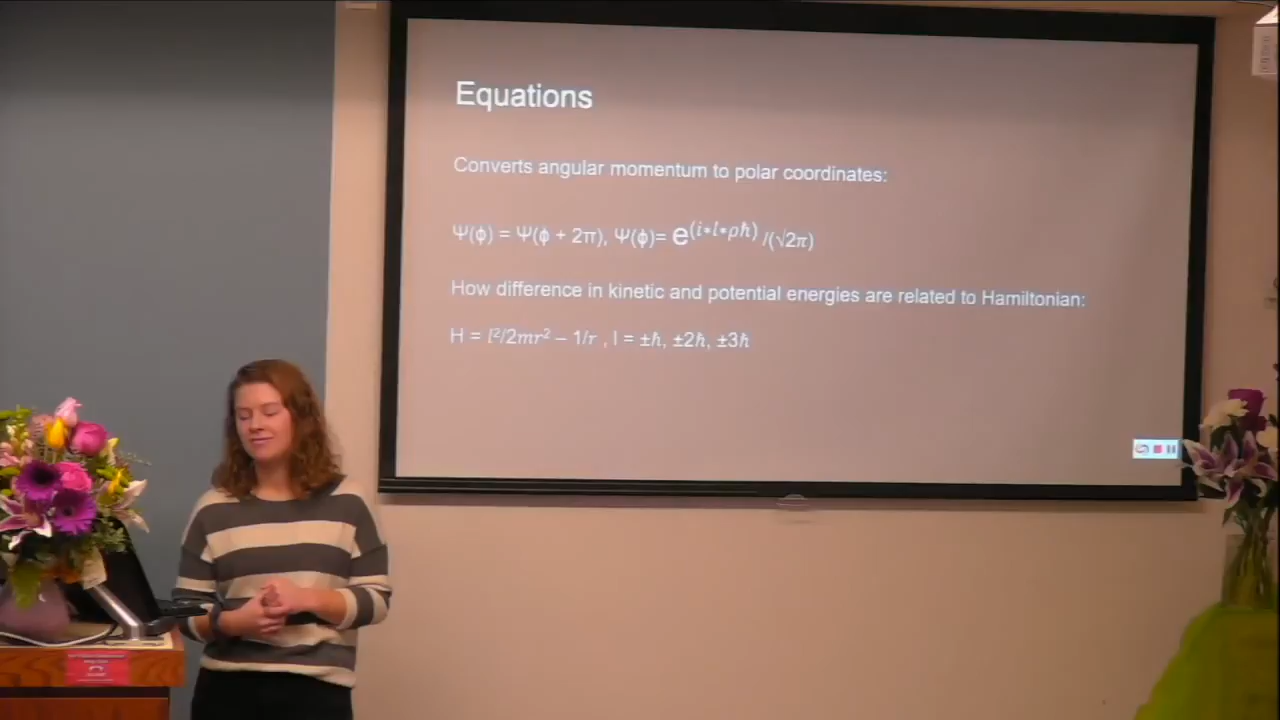 Equations
Converts angular momentum to polar coordinates:
Ψ(ϕ) = Ψ(ϕ + 2π), Ψ(ϕ)= e^(i*l*ρħ) /(√2π)
How difference in kinetic and potential energies are related to Hamiltonian:
H = l²/2mr² – 1/r , l = ±ħ, ±2ħ, ±3ħ